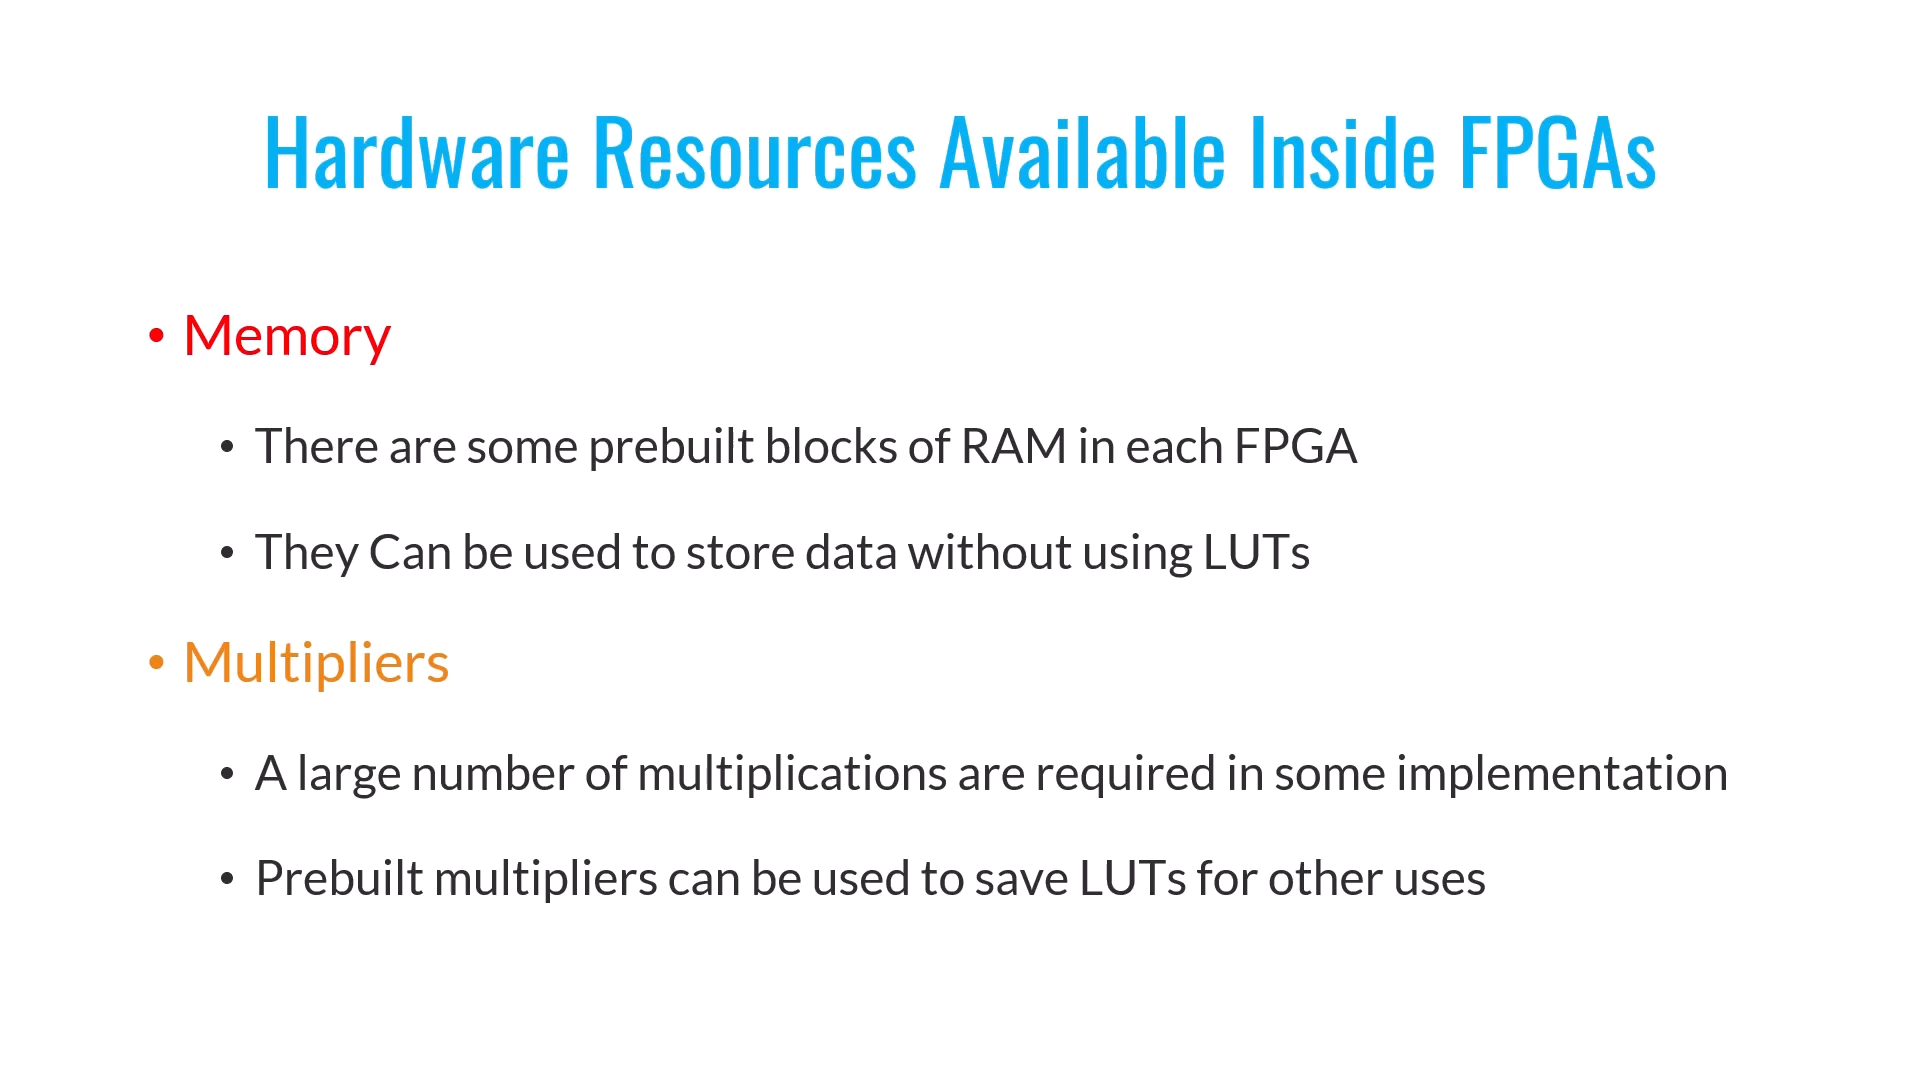 Hardware Resources Available Inside FPGAs
• Memory
• There are some prebuilt blocks of RAM in each FPGA
• They Can be used to store data without using LUTs
• Multipliers
• A large number of multiplications are required in some implementation
• Prebuilt multipliers can be used to save LUTs for other uses